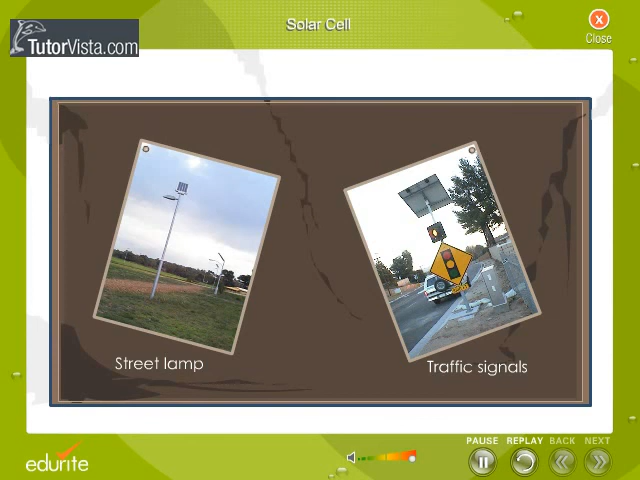 Solar Cell
Close
TutorVista.com
Street lamp
Traffic signals
PAUSE REPLAY BACK NEXT
edurite